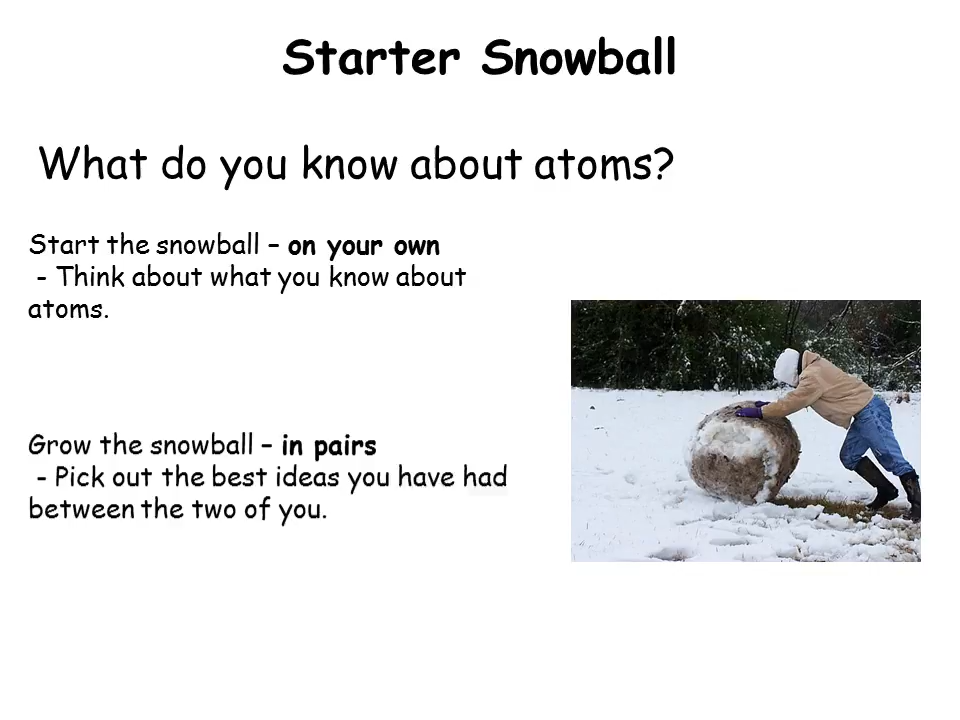 Starter Snowball
What do you know about atoms?
Start the snowball – on your own
- Think about what you know about
atoms.
Grow the snowball – in pairs
- Pick out the best ideas you have had
between the two of you.